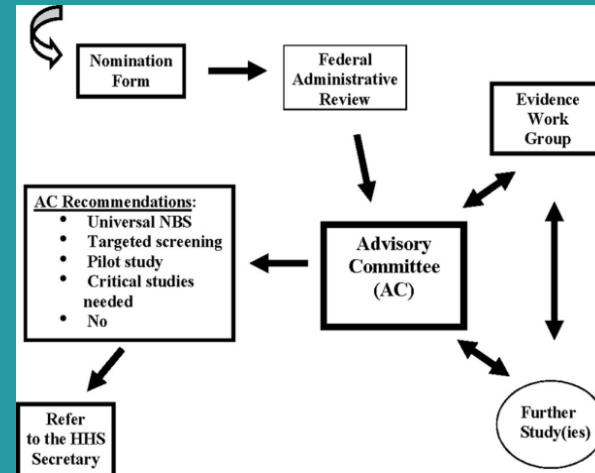 Nomination
Form
Federal
Administrative
Review
Evidence
Work
Group
AC Recommendations:
• Universal NBS
• Targeted screening
• Pilot study
• Critical studies
needed
• No
Advisory
Committee
(AC)
Refer
to the HHS
Secretary
Further
Study(ies)